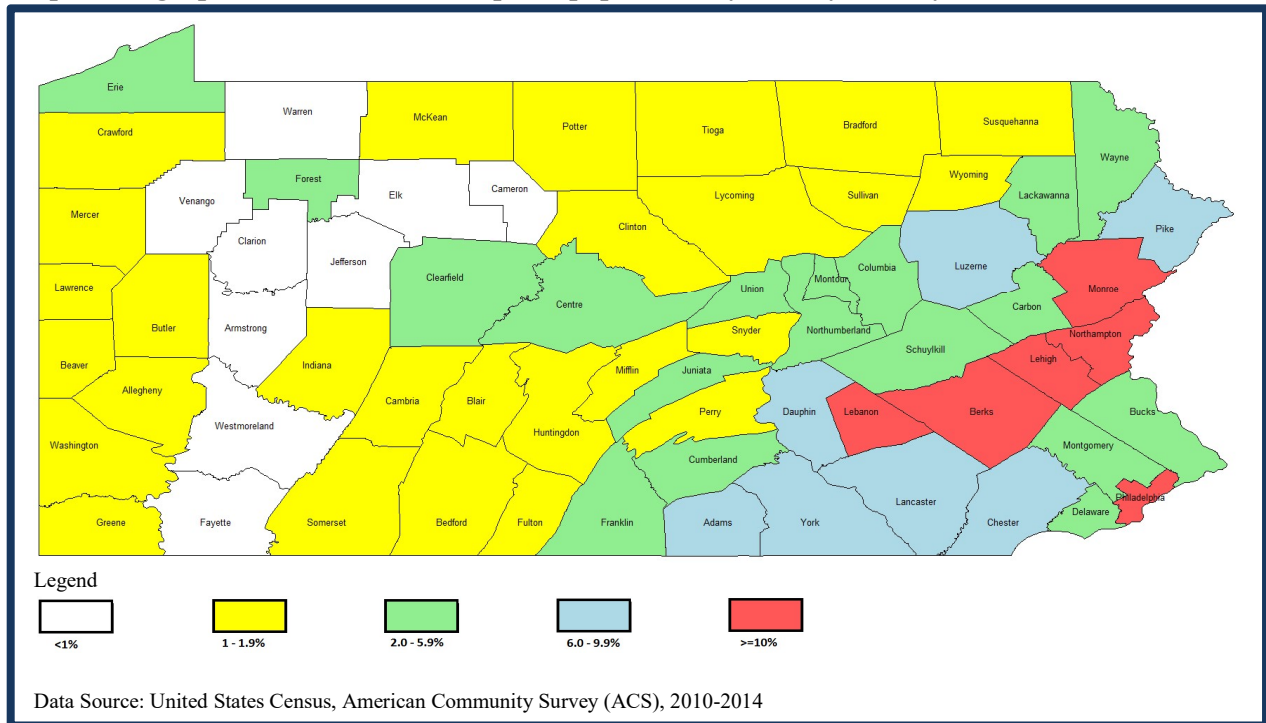 Erie
Warren
McKean
Potter
Tioga
Bradford
Susquehanna
Crawford
Wayne
Forest
Wyoming
Elk
Cameron
Lackawanna
Venango
Lycoming
Sullivan
Mercer
Clinton
Pike
Clarion
Jefferson
Luzerne
Columbia
Clearfield
Montour
Monroe
Lawrence
Centre
Union
Carbon
Butler
Armstrong
Snyder
Northumberland
Northampton
Schuylkill
Lehigh
Beaver
Indiana
Mifflin
Juniata
Allegheny
Cambria
Blair
Perry
Dauphin
Lebanon
Berks
Bucks
Westmoreland
Huntingdon
Washington
Montgomery
Cumberland
Philadelphia
Lancaster
Delaware
Greene
Fayette
Somerset
Bedford
Fulton
Franklin
Adams
York
Chester
Legend
<1%
1 - 1.9%
2.0 - 5.9%
6.0 - 9.9%
>=10%
Data Source: United States Census, American Community Survey (ACS), 2010-2014